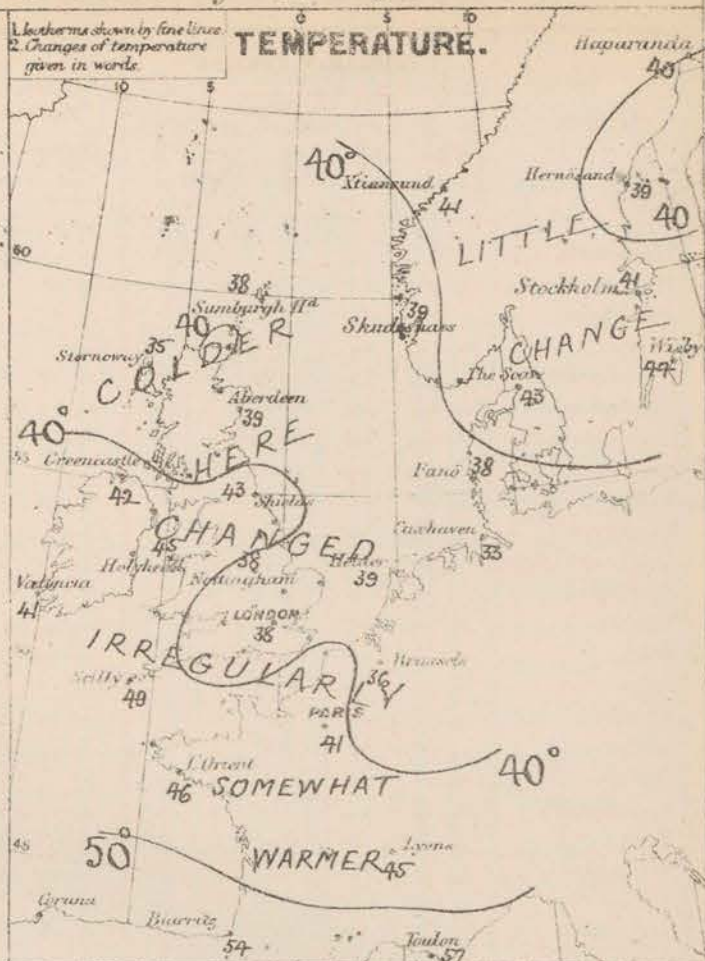 1. Isotherms shown by fine lines.
2. Changes of temperature
given in words.
TEMPERATURE.
Haparanda
40
10 5 0 5 10
40°
Xtiansund
41
Hernösand
39
40
LITTLE
60
38
Sumburgh Hd
40
Stockholm
41
39
Skudesnaes
CHANGE
Stornoway
35
COLDER
The Scaw
43
Wisby
44
Aberdeen
39
40°
HERE
55
Greencastle
42
43
Shields
Fanö
38
CHANGED
Cuxhaven
33
Holyhead
45
38
Nottingham
Helder
39
Valencia
41
LONDON
38
IRREGULARLY
Scilly
49
Brussels
36
PARIS
41
L'Orient
46
SOMEWHAT
40°
45
50°
WARMER
Lyons
45
Coruna
Biarritz
54
Toulon
57